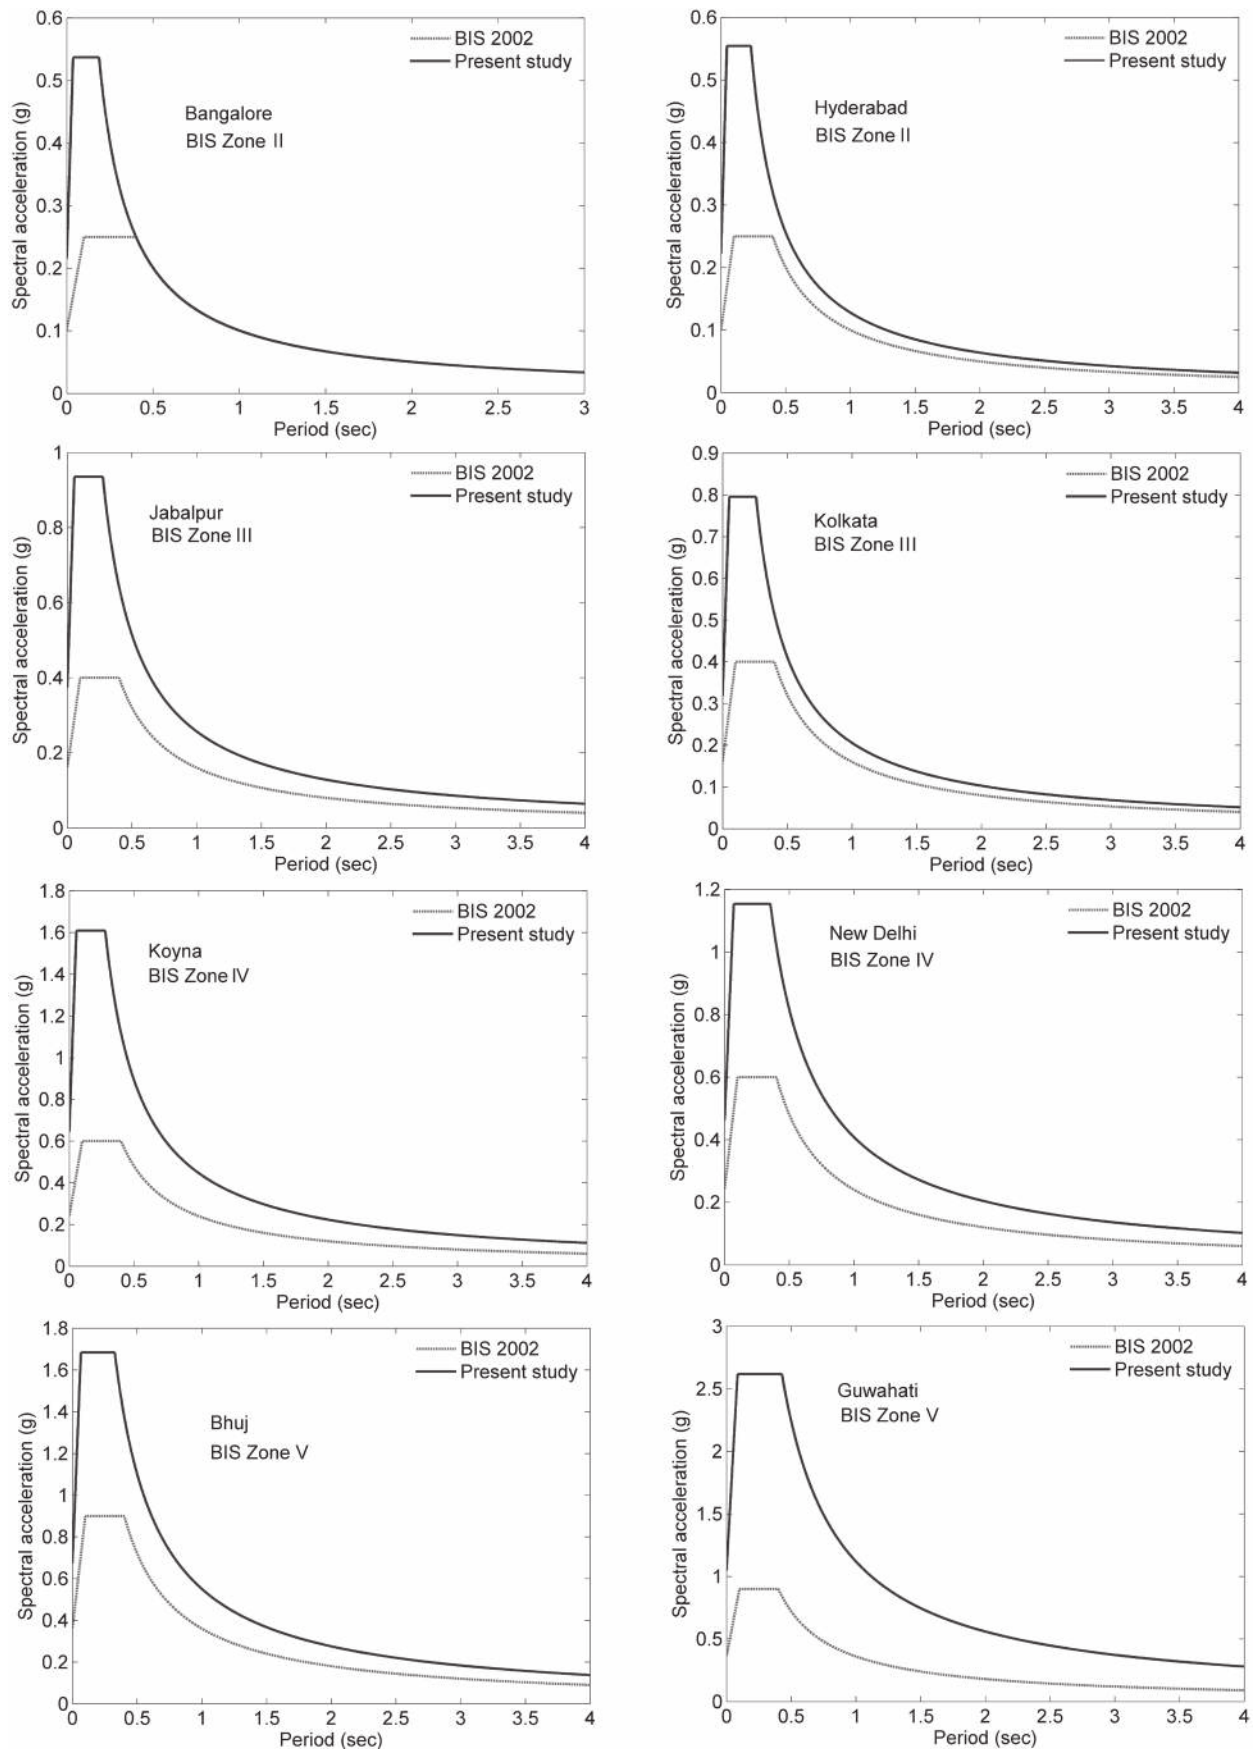 0.6
0.5
0.4
0.3
0.2
0.1
0
Spectral acceleration (g)
BIS 2002
Present study
Bangalore
BIS Zone II
0 0.5 1 1.5 2 2.5 3
Period (sec)
0.6
0.5
0.4
0.3
0.2
0.1
0
Spectral acceleration (g)
BIS 2002
Present study
Hyderabad
BIS Zone II
0 0.5 1 1.5 2 2.5 3 3.5 4
Period (sec)
1
0.8
0.6
0.4
0.2
0
Spectral acceleration (g)
BIS 2002
Present study
Jabalpur
BIS Zone III
0 0.5 1 1.5 2 2.5 3 3.5 4
Period (sec)
0.9
0.8
0.7
0.6
0.5
0.4
0.3
0.2
0.1
0
Spectral acceleration (g)
BIS 2002
Present study
Kolkata
BIS Zone III
0 0.5 1 1.5 2 2.5 3 3.5 4
Period (sec)
1.8
1.6
1.4
1.2
1
0.8
0.6
0.4
0.2
0
Spectral acceleration (g)
BIS 2002
Present study
Koyna
BIS Zone IV
0 0.5 1 1.5 2 2.5 3 3.5 4
Period (sec)
1.2
1
0.8
0.6
0.4
0.2
0
Spectral acceleration (g)
BIS 2002
Present study
New Delhi
BIS Zone IV
0 0.5 1 1.5 2 2.5 3 3.5 4
Period (sec)
1.8
1.6
1.4
1.2
1
0.8
0.6
0.4
0.2
0
Spectral acceleration (g)
BIS 2002
Present study
Bhuj
BIS Zone V
0 0.5 1 1.5 2 2.5 3 3.5 4
Period (sec)
3
2.5
2
1.5
1
0.5
0
Spectral acceleration (g)
BIS 2002
Present study
Guwahati
BIS Zone V
0 0.5 1 1.5 2 2.5 3 3.5 4
Period (sec)